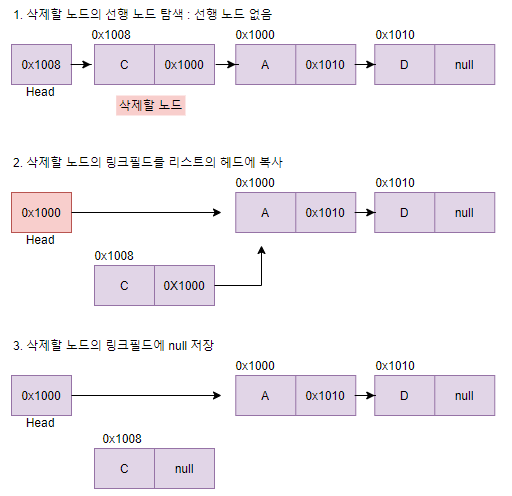 1. 삭제할 노드의 선행 노드 탐색 : 선행 노드 없음
0x1008 0x1000 0x1010
0x1008 C 0x1000 A 0x1010 D null
Head
삭제할 노드
2. 삭제할 노드의 링크필드를 리스트의 헤드에 복사
0x1000 0x1010
0x1000 A 0x1010 D null
Head
0x1008
C 0X1000
3. 삭제할 노드의 링크필드에 null 저장
0x1000 0x1010
0x1000 A 0x1010 D null
Head
0x1008
C null